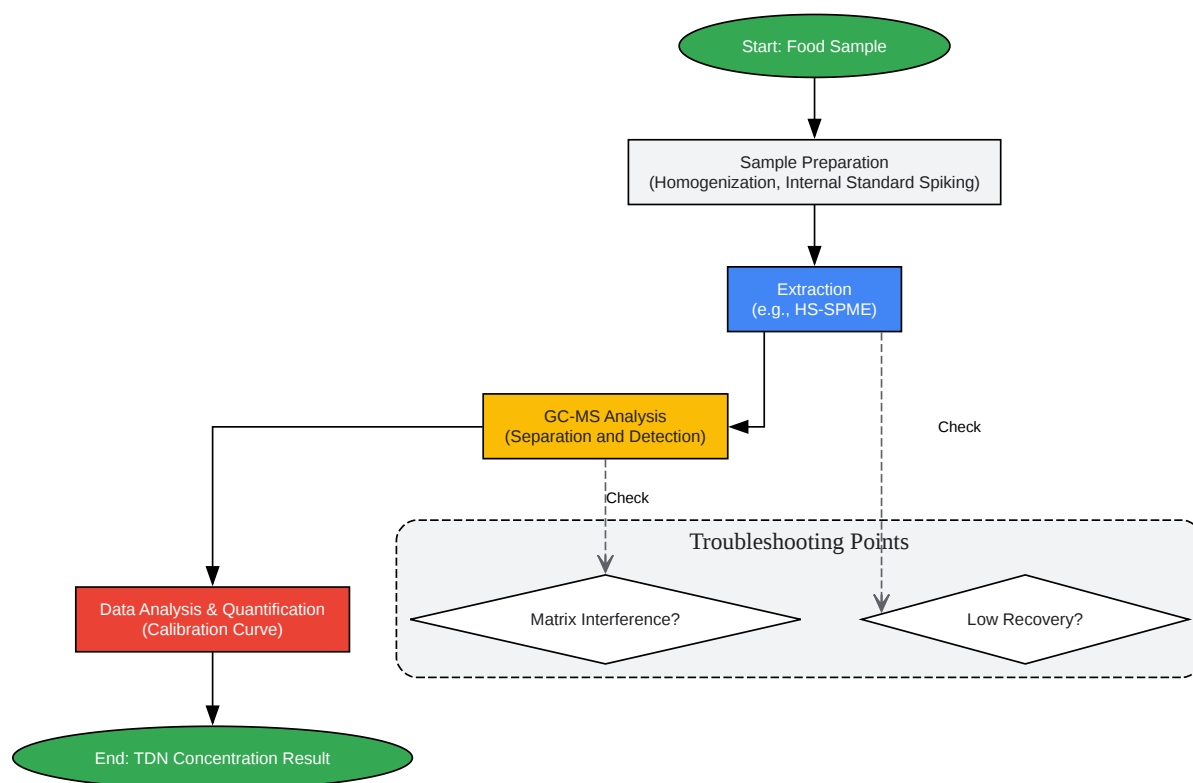 Start: Food Sample
Sample Preparation
(Homogenization, Internal Standard Spiking)
Extraction
(e.g., HS-SPME)
GC-MS Analysis
(Separation and Detection)
Check
Check
Troubleshooting Points
Data Analysis & Quantification
(Calibration Curve)
Matrix Interference?
Low Recovery?
End: TDN Concentration Result